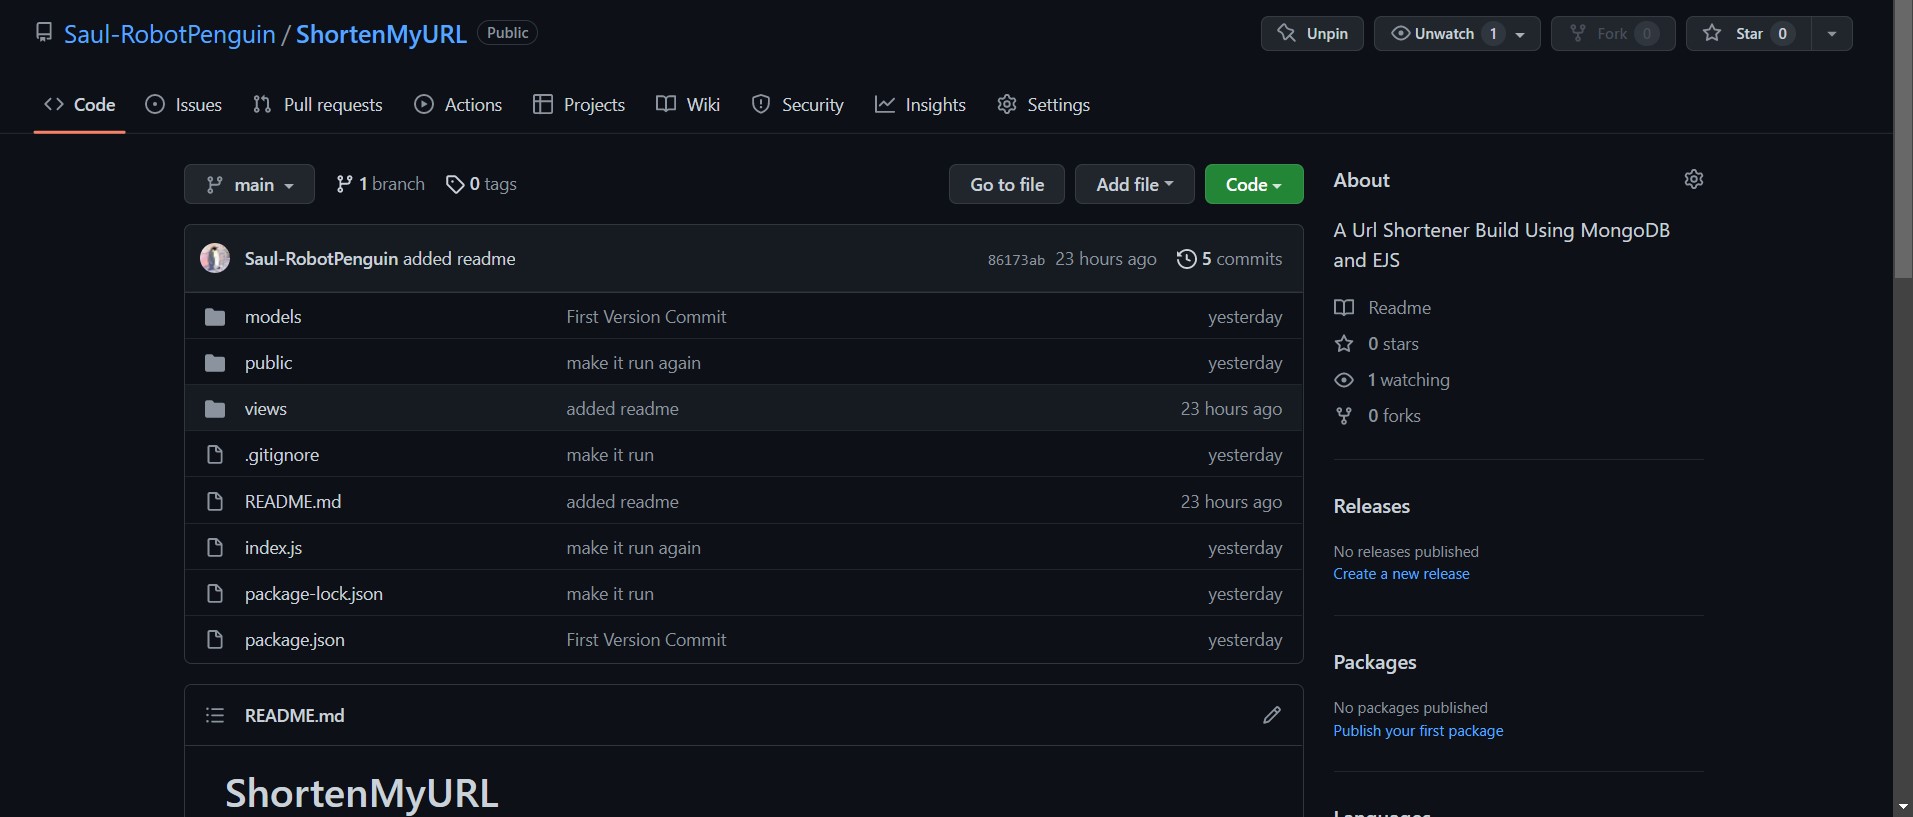 Saul-RobotPenguin / ShortenMyURL Public
Unpin Unwatch 1 Fork 0 Star 0
Code Issues Pull requests Actions Projects Wiki Security Insights Settings
main 1 branch 0 tags Go to file Add file Code
Saul-RobotPenguin added readme 86173ab 23 hours ago 5 commits
models First Version Commit yesterday
public make it run again yesterday
views added readme 23 hours ago
.gitignore make it run yesterday
README.md added readme 23 hours ago
index.js make it run again yesterday
package-lock.json make it run yesterday
package.json First Version Commit yesterday
README.md
ShortenMyURL
About
A Url Shortener Build Using MongoDB
and EJS
Readme
0 stars
1 watching
0 forks
Releases
No releases published
Create a new release
Packages
No packages published
Publish your first package
Languages